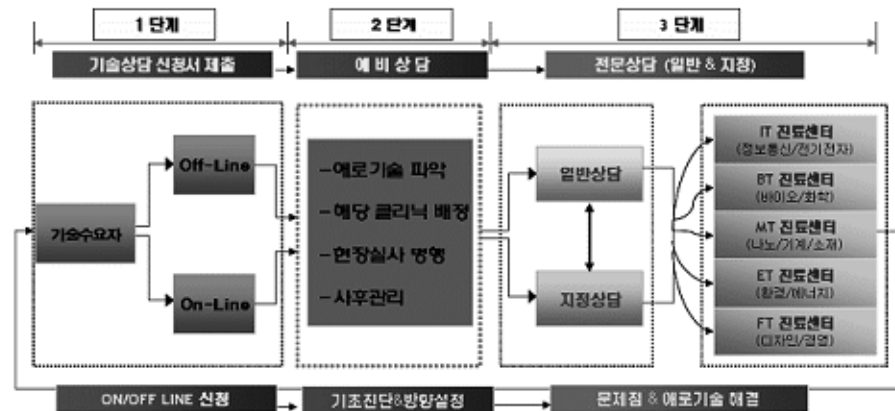 1 단계
2 단계
3 단계
기술상담 신청서 제출
예 비 상 담
전문상담 (일반 & 지정)
기술수요자
Off-Line
On-Line
-애로기술 파악
-해당 클리닉 배정
-현장실사 병행
-사후관리
일반상담
지정상담
IT 진료센터
(정보통신/전기전자)
BT 진료센터
(바이오/화학)
MT 진료센터
(나노/기계/소재)
ET 진료센터
(환경/에너지)
FT 진료센터
(디자인/경영)
ON/OFF LINE 신청
기초진단&방향설정
문제점 & 애로기술 해결